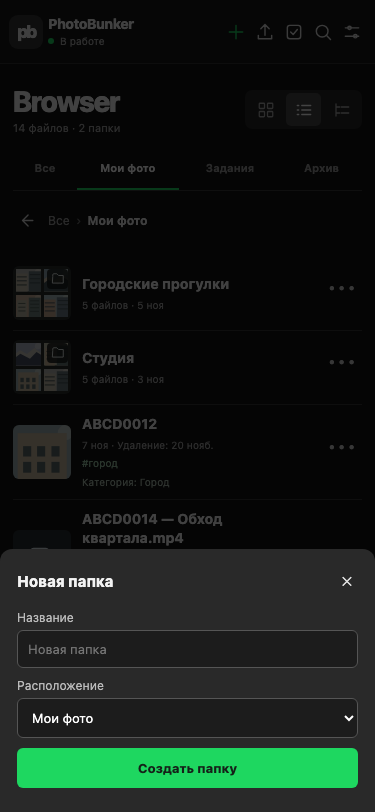 pb PhotoBunker
В работе
Browser
14 файлов · 2 папки
Все Мои фото Задания Архив
Все › Мои фото
Городские прогулки
5 файлов · 5 ноя
Студия
5 файлов · 3 ноя
ABCD0012
7 ноя · Удаление: 20 нояб.
#город
Категория: Город
ABCD0014 — Обход
квартала.mp4
Новая папка
Название
Новая папка
Расположение
Мои фото
Создать папку